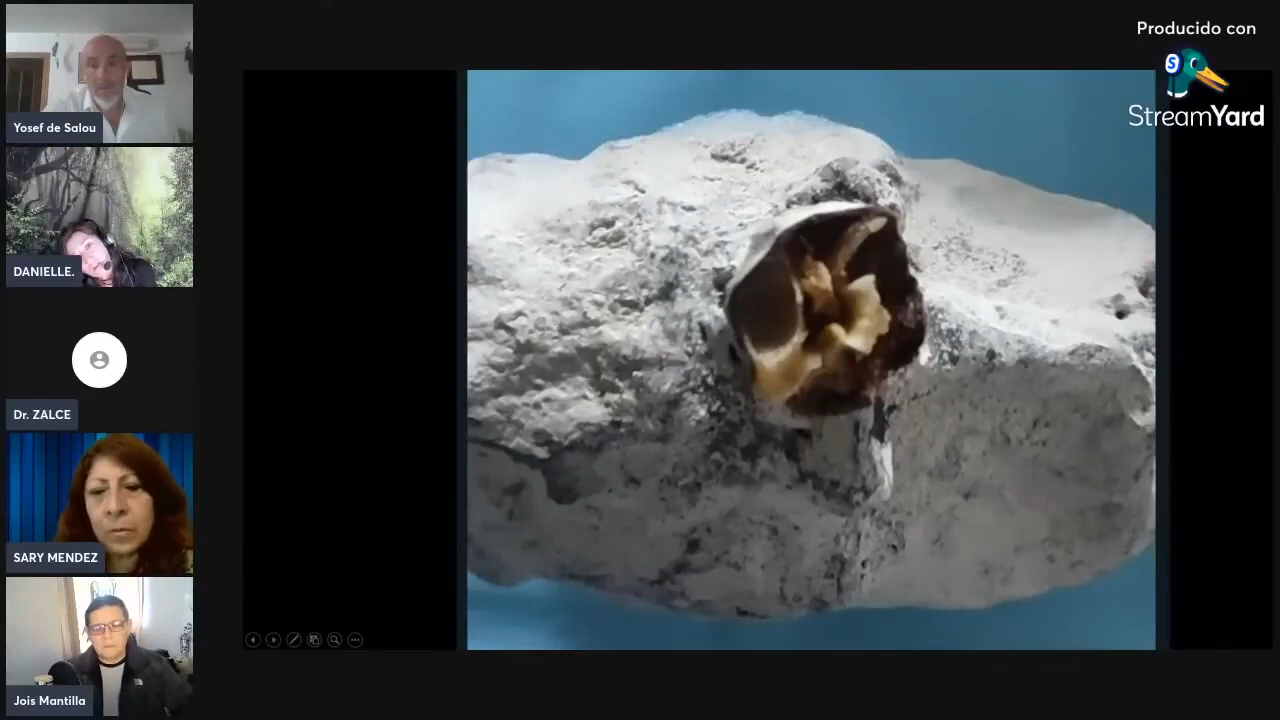 Producido con
StreamYard
Yosef de Salou
DANIELLE.
Dr. ZALCE
SARY MENDEZ
Jois Mantilla